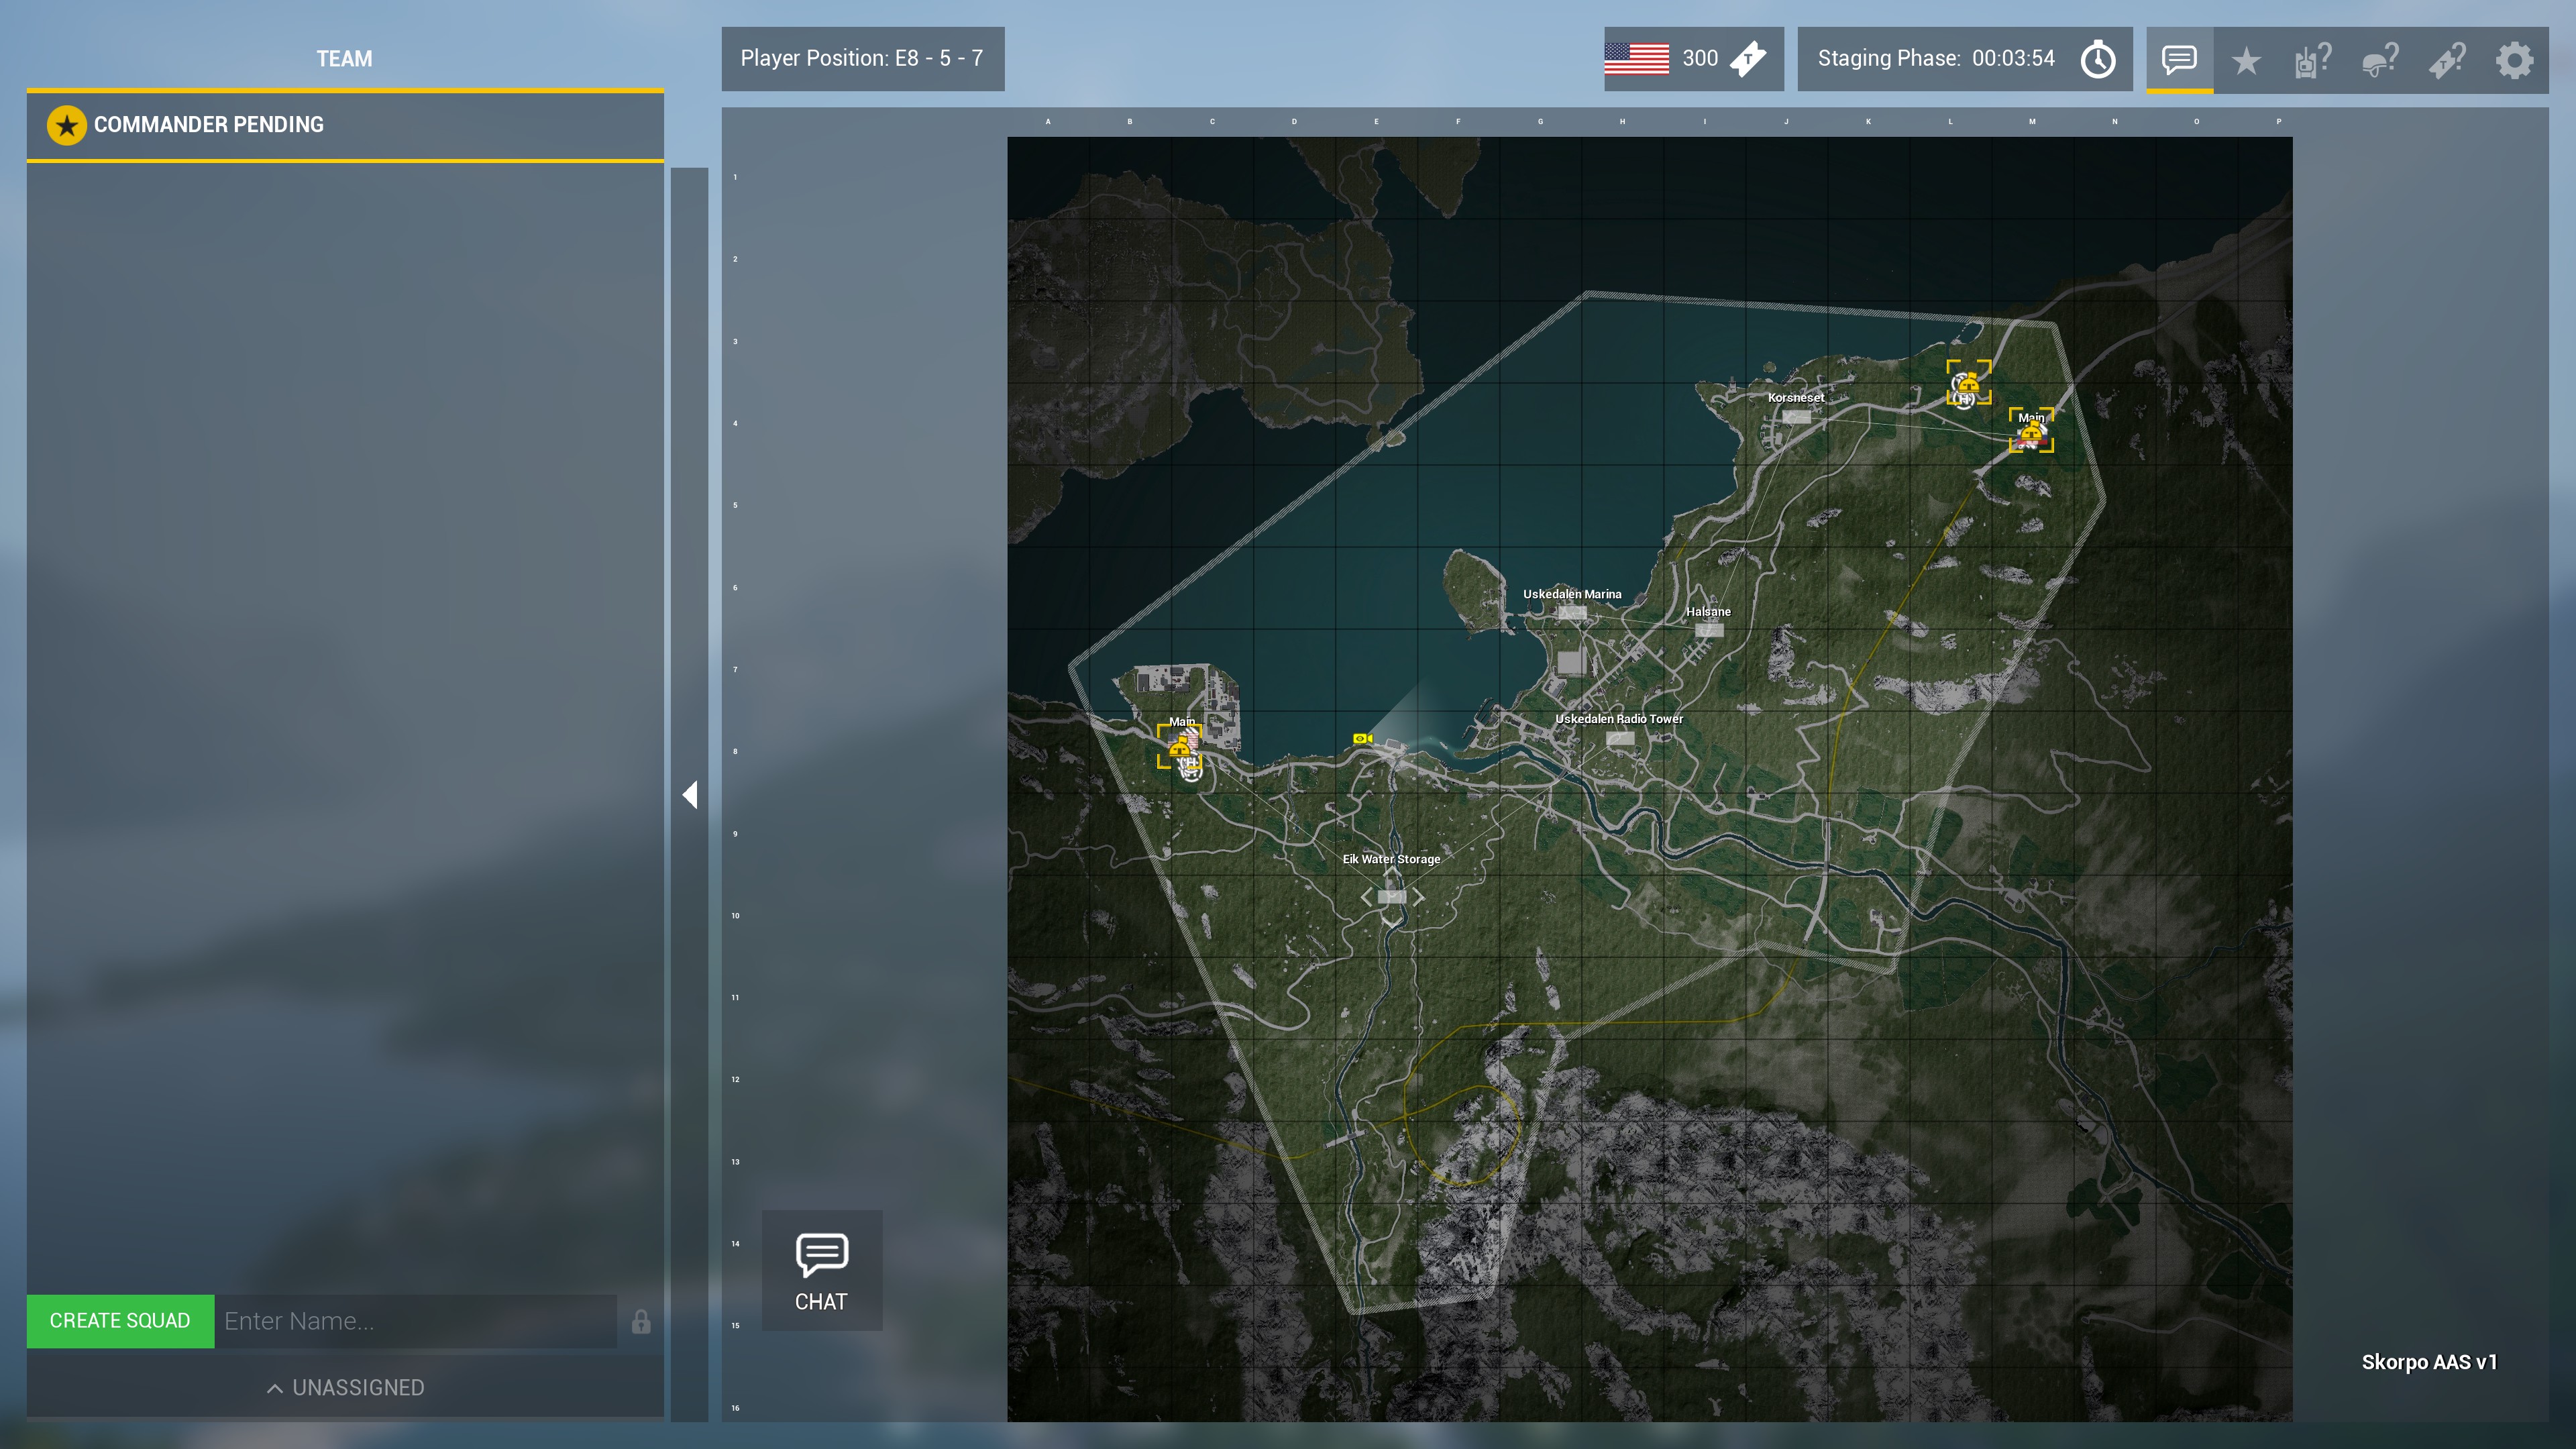 TEAM
Player Position: E8 - 5 - 7
300
Staging Phase: 00:03:54
COMMANDER PENDING
A B C D E F G H I J K L M N O P
1
2
3
Korsneset
Main
4
5
6
Uskedalen Marina
Halsane
7
Main
Uskedalen Radio Tower
8
9
Eik Water Storage
10
11
12
13
14
CHAT
CREATE SQUAD Enter Name...
15
Skorpo AAS v1
UNASSIGNED
16